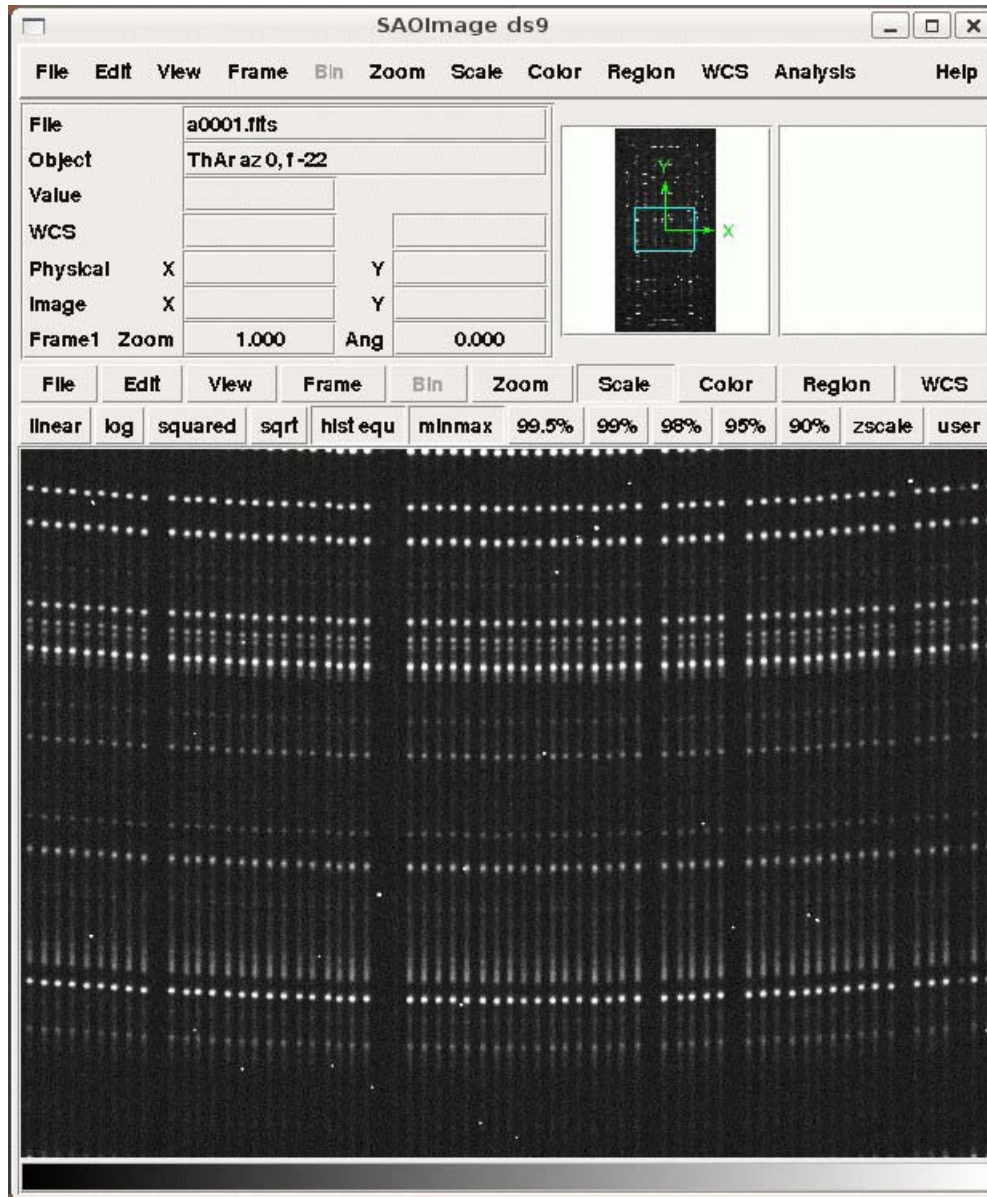 SAOImage ds9
File Edit View Frame Bin Zoom Scale Color Region WCS Analysis Help
File a0001.fits
Object ThAr az 0, f -22
Value
WCS
Physical X Y
Image X Y
Frame1 Zoom 1.000 Ang 0.000
Y
X
File Edit View Frame Bin Zoom Scale Color Region WCS
linear log squared sqrt hist equ minmax 99.5% 99% 98% 95% 90% zscale user